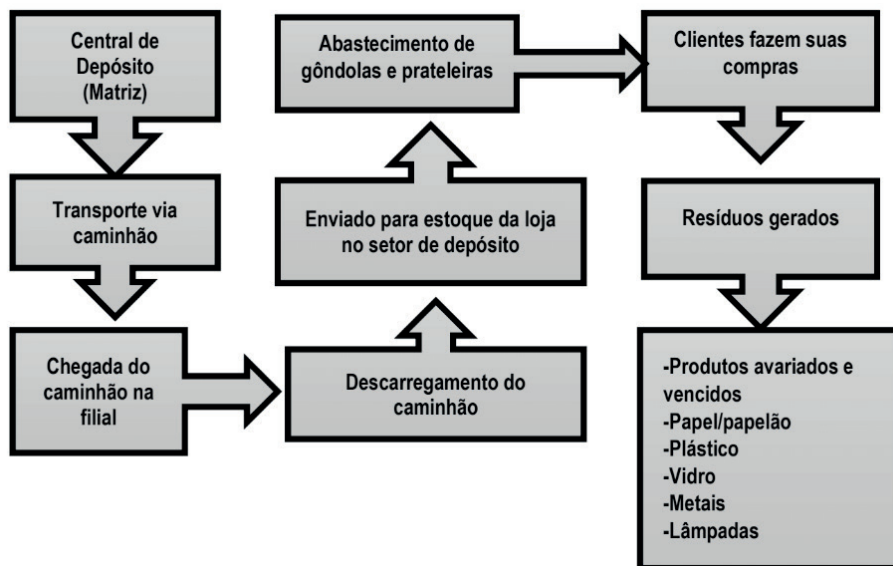 Central de
Depósito
(Matriz)
Transporte via
caminhão
Chegada do
caminhão na
filial
Descarregamento do
caminhão
Enviado para estoque da loja
no setor de depósito
Abastecimento de
gôndolas e prateleiras
Clientes fazem suas
compras
Resíduos gerados
-Produtos avariados e
vencidos
-Papel/papelão
-Plástico
-Vidro
-Metais
-Lâmpadas